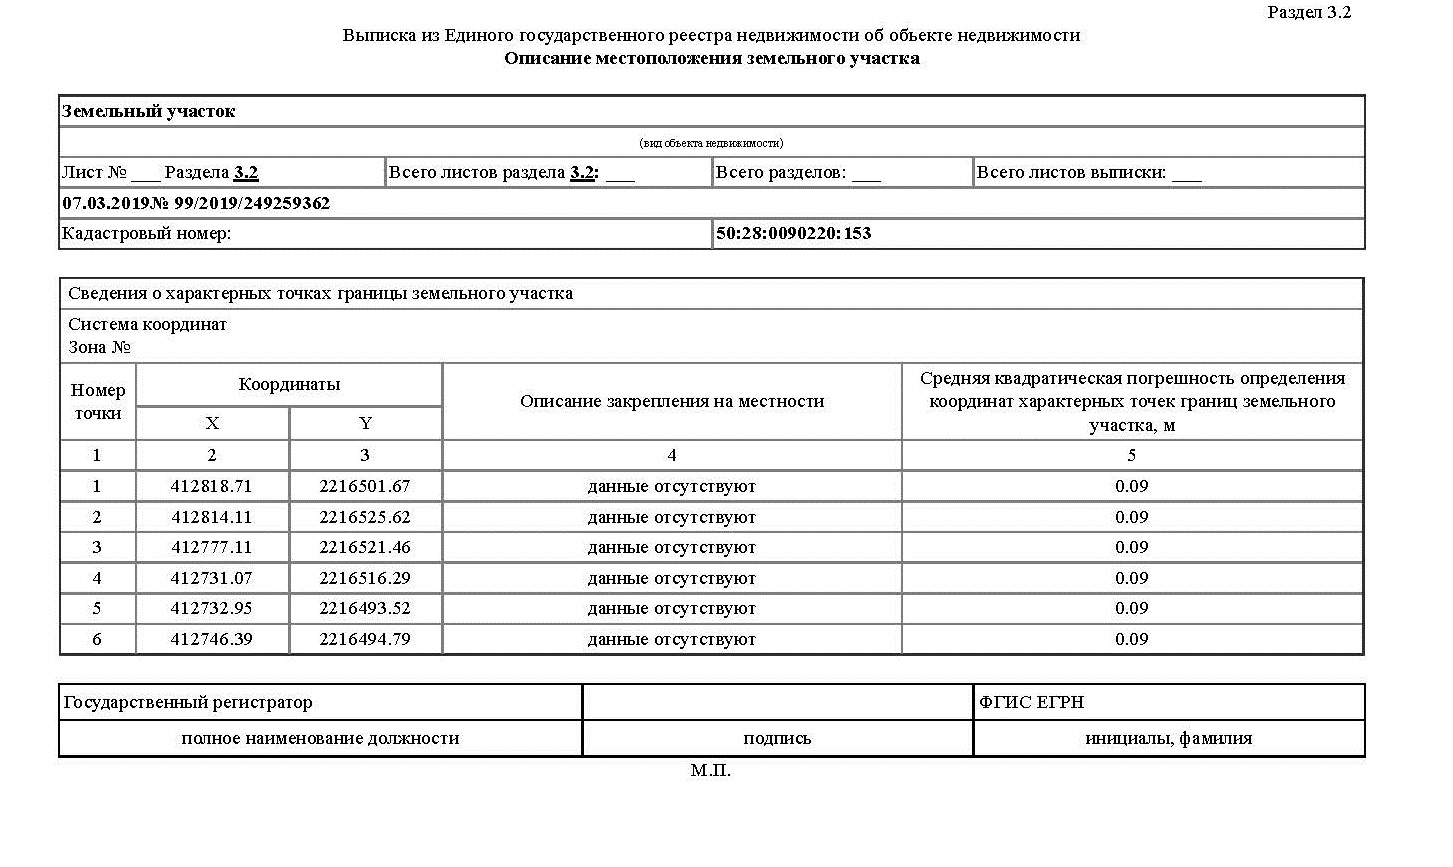 Раздел 3.2
Выписка из Единого государственного реестра недвижимости об объекте недвижимости
Описание местоположения земельного участка
Земельный участок
(вид объекта недвижимости)
Лист № ___ Раздела 3.2 Всего листов раздела 3.2: ___ Всего разделов: ___ Всего листов выписки: ___
07.03.2019№ 99/2019/249259362
Кадастровый номер: 50:28:0090220:153
Сведения о характерных точках границы земельного участка
Система координат
Зона №
Номер точки Координаты Описание закрепления на местности Средняя квадратическая погрешность определения координат характерных точек границ земельного участка, м
X Y
1 2 3 4 5
1 412818.71 2216501.67 данные отсутствуют 0.09
2 412814.11 2216525.62 данные отсутствуют 0.09
3 412777.11 2216521.46 данные отсутствуют 0.09
4 412731.07 2216516.29 данные отсутствуют 0.09
5 412732.95 2216493.52 данные отсутствуют 0.09
6 412746.39 2216494.79 данные отсутствуют 0.09
Государственный регистратор ФГИС ЕГРН
полное наименование должности подпись инициалы, фамилия
М.П.